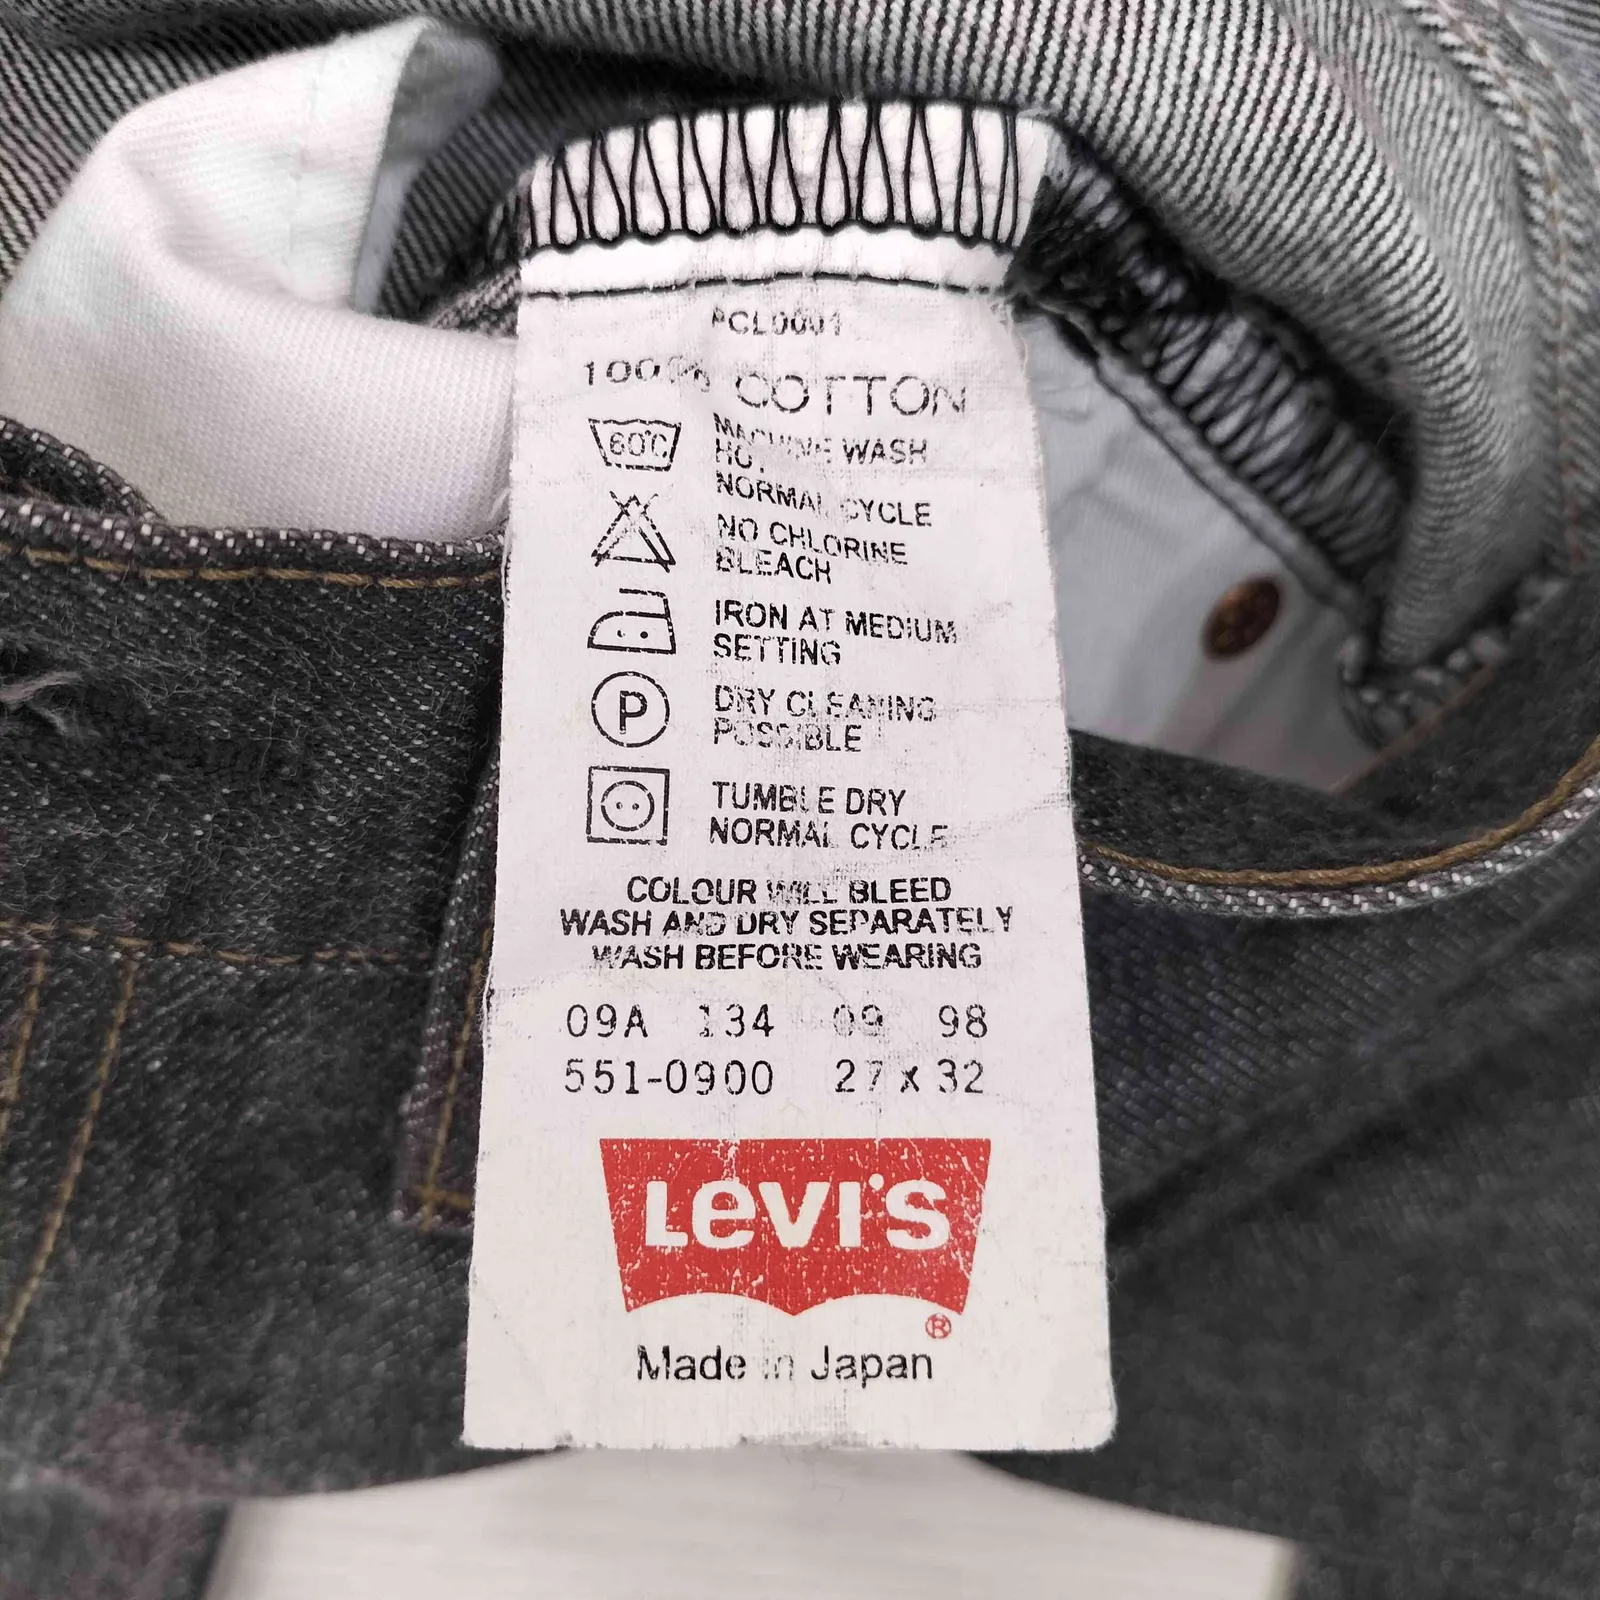 PCL0001
100% COTTON
60°C
MACHINE WASH
HOT
NORMAL CYCLE
NO CHLORINE
BLEACH
IRON AT MEDIUM
SETTING
P
DRY CLEANING
POSSIBLE
TUMBLE DRY
NORMAL CYCLE
COLOUR WILL BLEED
WASH AND DRY SEPARATELY
WASH BEFORE WEARING
09A 134 09 98
551-0900 27 x 32
LEVI'S
®
Made in Japan